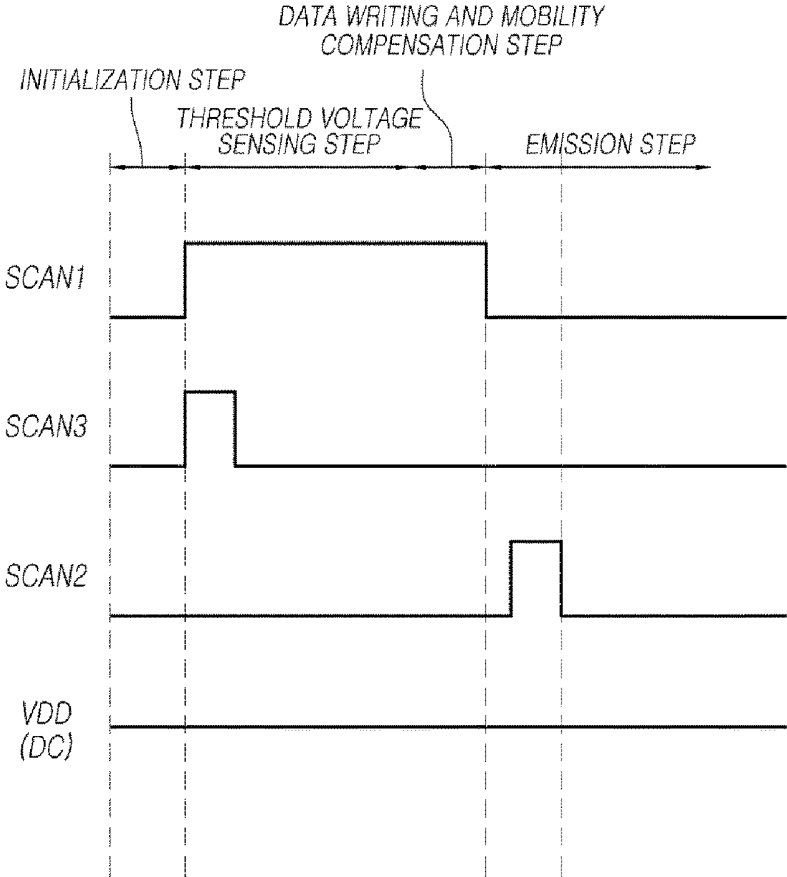 DATA WRITING AND MOBILITY
COMPENSATION STEP
INITIALIZATION STEP
THRESHOLD VOLTAGE
SENSING STEP
EMISSION STEP
SCAN1
SCAN3
SCAN2
VDD
(DC)